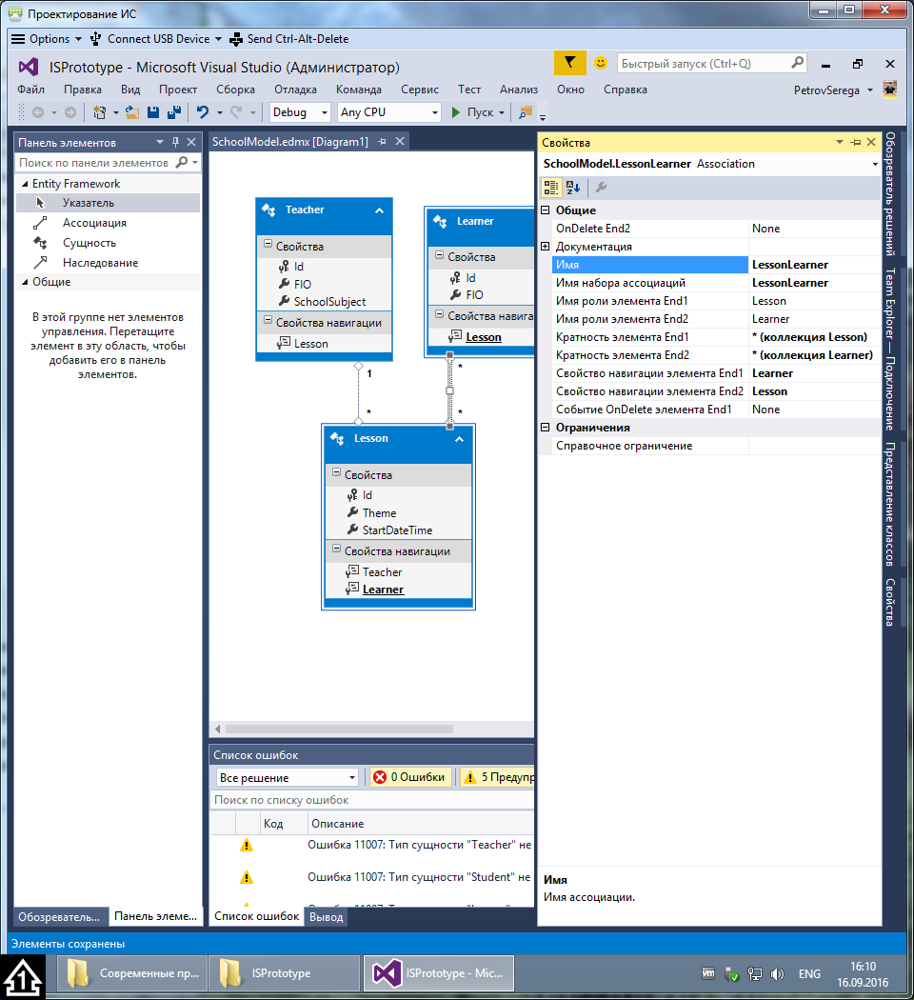 Проектирование ИС
Options
Connect USB Device
Send Ctrl-Alt-Delete
ISPrototype - Microsoft Visual Studio (Администратор)
Быстрый запуск (Ctrl+Q)
Файл Правка Вид Проект Сборка Отладка Команда Сервис Тест Анализ Окно Справка
PetrovSerega
Debug
Any CPU
Пуск
Панель элементов
Поиск по панели элементов
Entity Framework
Указатель
Ассоциация
Сущность
Наследование
Общие
В этой группе нет элементов
управления. Перетащите
элемент в эту область, чтобы
добавить его в панель
элементов.
Обозреватель...
Панель элеме...
SchoolModel.edmx [Diagram1]
Teacher
Свойства
Id
FIO
SchoolSubject
Свойства навигации
Lesson
Learner
Свойства
Id
FIO
Свойства навига
Lesson
1
*
*
*
Lesson
Свойства
Id
Theme
StartDateTime
Свойства навигации
Teacher
Learner
Список ошибок
Все решение
0 Ошибки
5 Предупр
Поиск по списку ошибок
Код
Описание
Ошибка 11007: Тип сущности "Teacher" не
Ошибка 11007: Тип сущности "Student" не
Список ошибок
Вывод
Свойства
SchoolModel.LessonLearner Association
Общие
OnDelete End2 None
Документация
Имя LessonLearner
Имя набора ассоциаций LessonLearner
Имя роли элемента End1 Lesson
Имя роли элемента End2 Learner
Кратность элемента End1 * (коллекция Lesson)
Кратность элемента End2 * (коллекция Learner)
Свойство навигации элемента End1 Learner
Свойство навигации элемента End2 Lesson
Событие OnDelete элемента End1 None
Ограничения
Справочное ограничение
Имя
Имя ассоциации.
Обозреватель решений
Team Explorer — Подключение
Представление классов
Свойства
Элементы сохранены
1
Современные пр...
ISPrototype
ISPrototype - Mic...
vm
ENG
16:10
16.09.2016